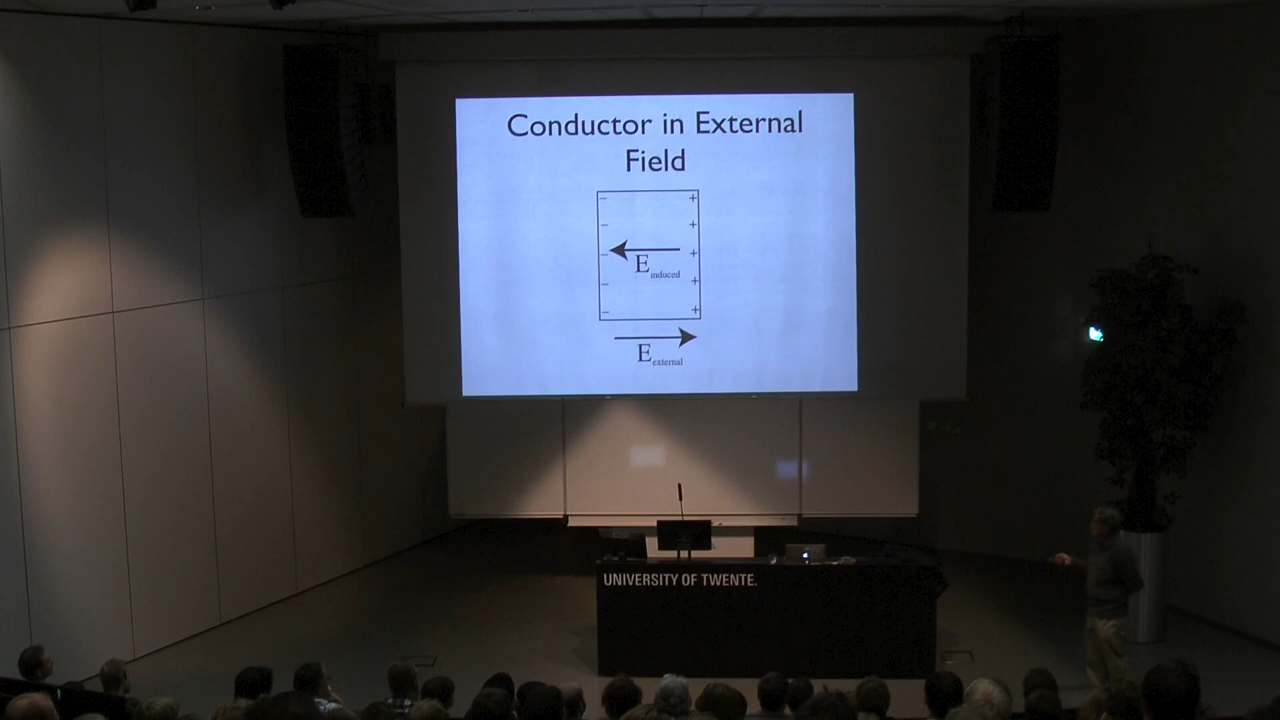 Conductor in External
Field
– +
– +
– +
E induced
– +
– +
E external
UNIVERSITY OF TWENTE.